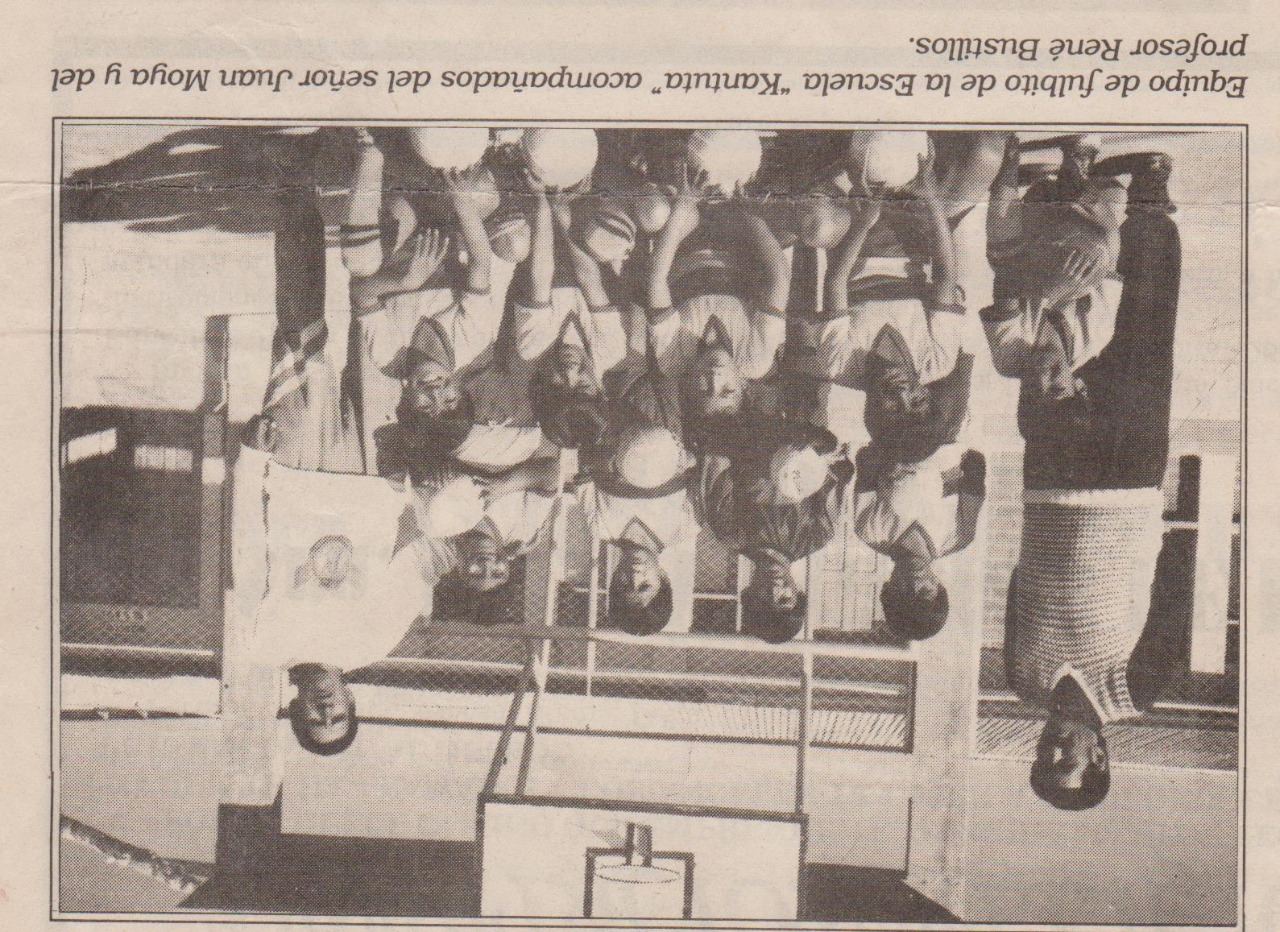 Equipo de fulbito de la Escuela “Kantuta” acompañados del señor Juan Moya y del
profesor René Bustillos.